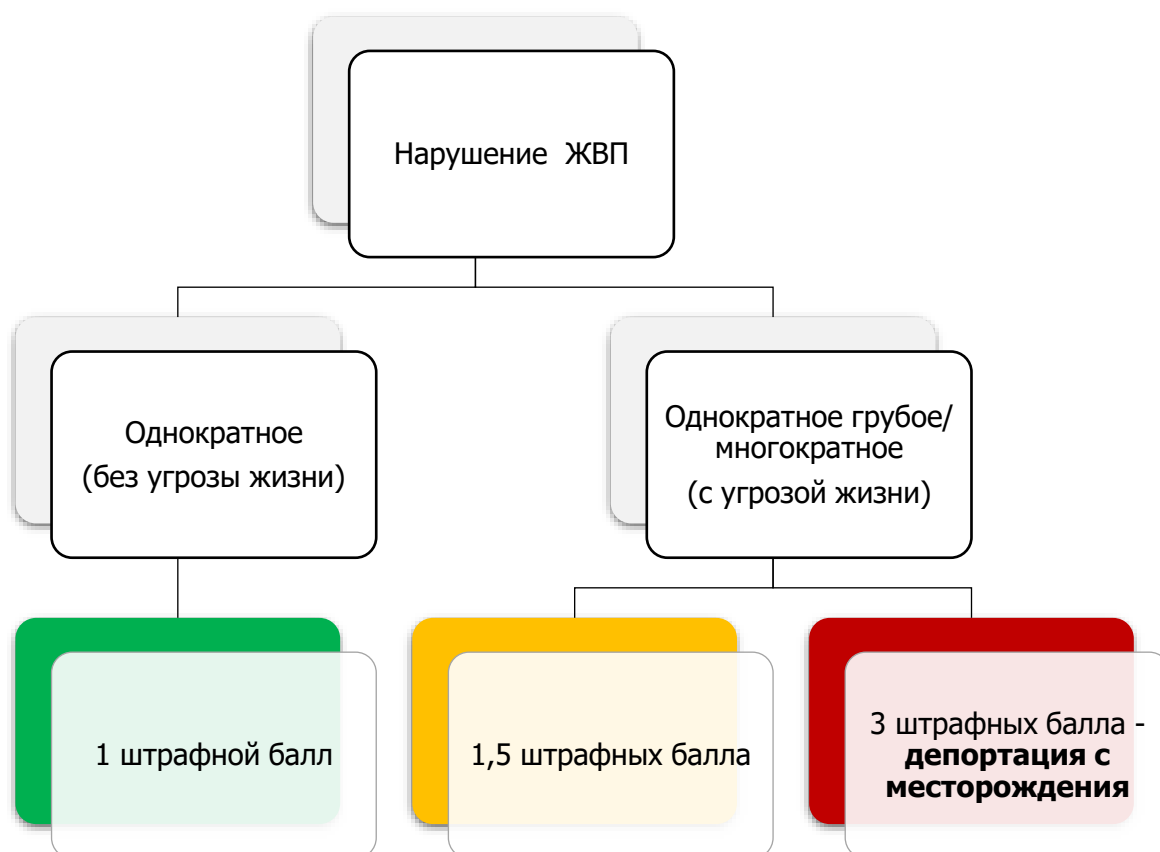 Нарушение ЖВП
Однократное
(без угрозы жизни)
Однократное грубое/
многократное
(с угрозой жизни)
1 штрафной балл
1,5 штрафных балла
3 штрафных балла -
депортация с
месторождения